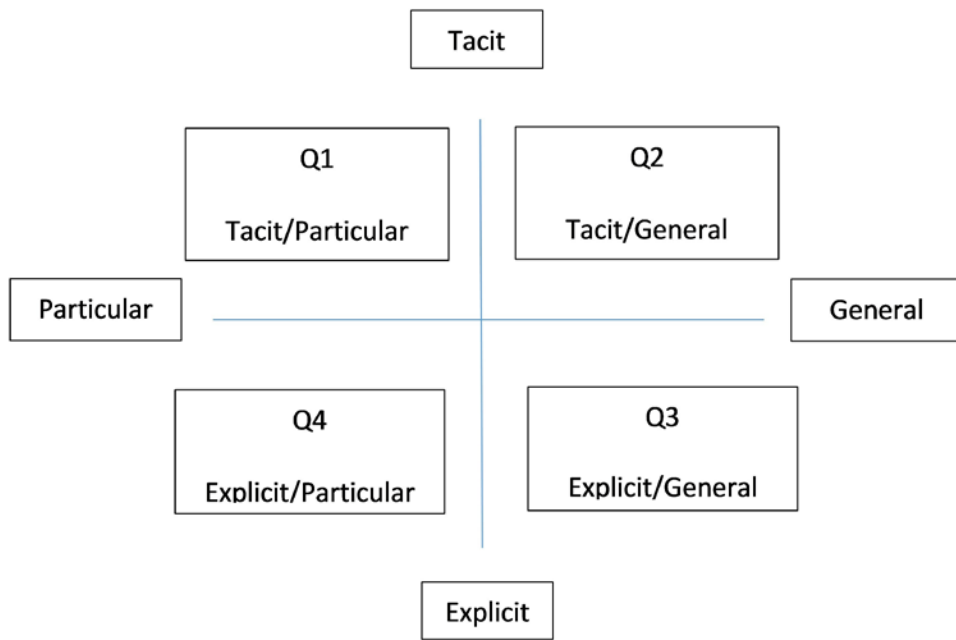 Tacit
Q1
Tacit/Particular
Q2
Tacit/General
Particular
General
Q4
Explicit/Particular
Q3
Explicit/General
Explicit